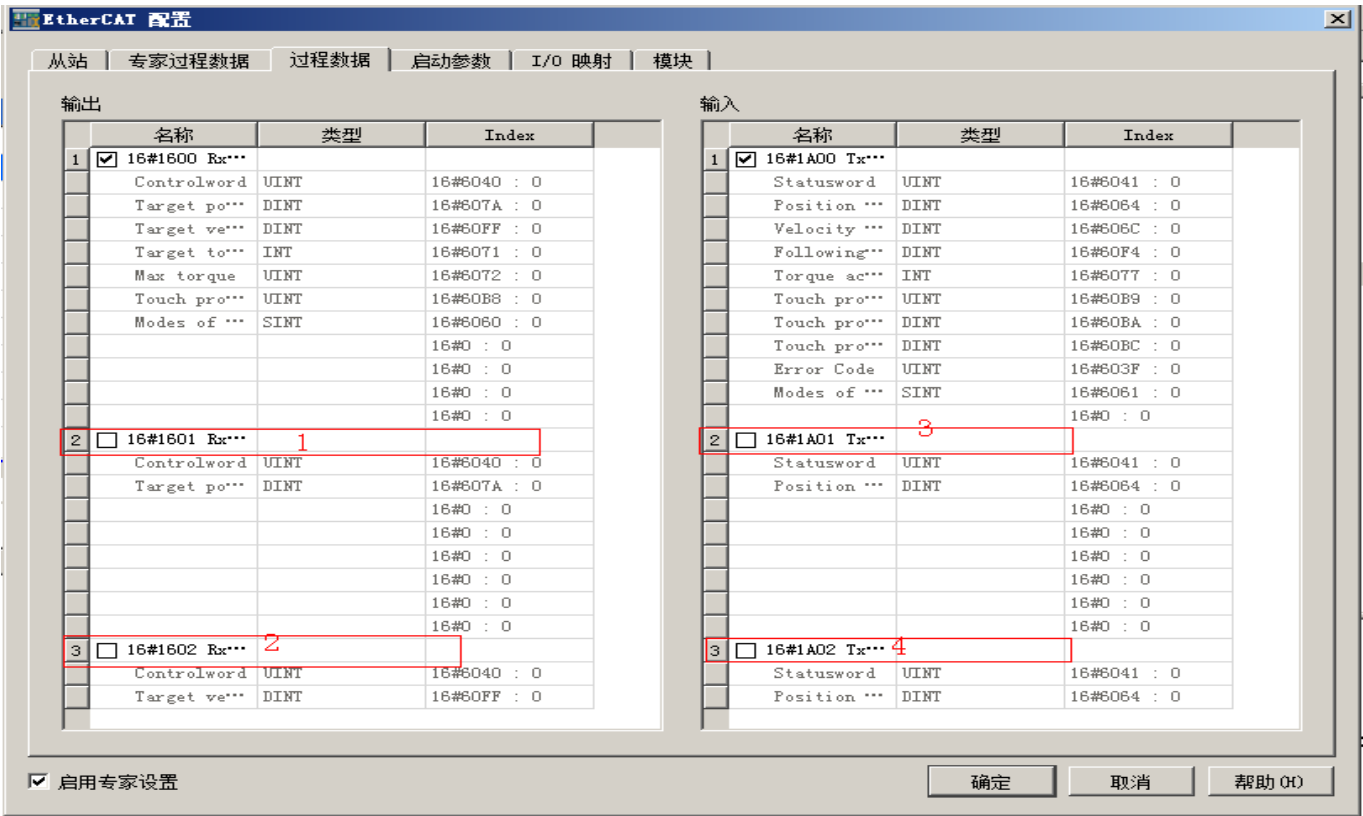 EtherCAT 配置
从站 专家过程数据 过程数据 启动参数 I/O 映射 模块
输出
名称 类型 Index
1 16#1600 Rx···
Controlword UINT 16#6040 : 0
Target po··· DINT 16#607A : 0
Target ve··· DINT 16#60FF : 0
Target to··· INT 16#6071 : 0
Max torque UINT 16#6072 : 0
Touch pro··· UINT 16#60B8 : 0
Modes of ··· SINT 16#6060 : 0
16#0 : 0
16#0 : 0
16#0 : 0
16#0 : 0
2 16#1601 Rx··· 1
Controlword UINT 16#6040 : 0
Target po··· DINT 16#607A : 0
16#0 : 0
16#0 : 0
16#0 : 0
16#0 : 0
16#0 : 0
16#0 : 0
3 16#1602 Rx··· 2
Controlword UINT 16#6040 : 0
Target ve··· DINT 16#60FF : 0
输入
名称 类型 Index
1 16#1A00 Tx···
Statusword UINT 16#6041 : 0
Position ··· DINT 16#6064 : 0
Velocity ··· DINT 16#606C : 0
Following··· DINT 16#60F4 : 0
Torque ac··· INT 16#6077 : 0
Touch pro··· UINT 16#60B9 : 0
Touch pro··· DINT 16#60BA : 0
Touch pro··· DINT 16#60BC : 0
Error Code UINT 16#603F : 0
Modes of ··· SINT 16#6061 : 0
16#0 : 0
2 16#1A01 Tx··· 3
Statusword UINT 16#6041 : 0
Position ··· DINT 16#6064 : 0
16#0 : 0
16#0 : 0
16#0 : 0
16#0 : 0
16#0 : 0
16#0 : 0
3 16#1A02 Tx··· 4
Statusword UINT 16#6041 : 0
Position ··· DINT 16#6064 : 0
启用专家设置 确定 取消 帮助(H)